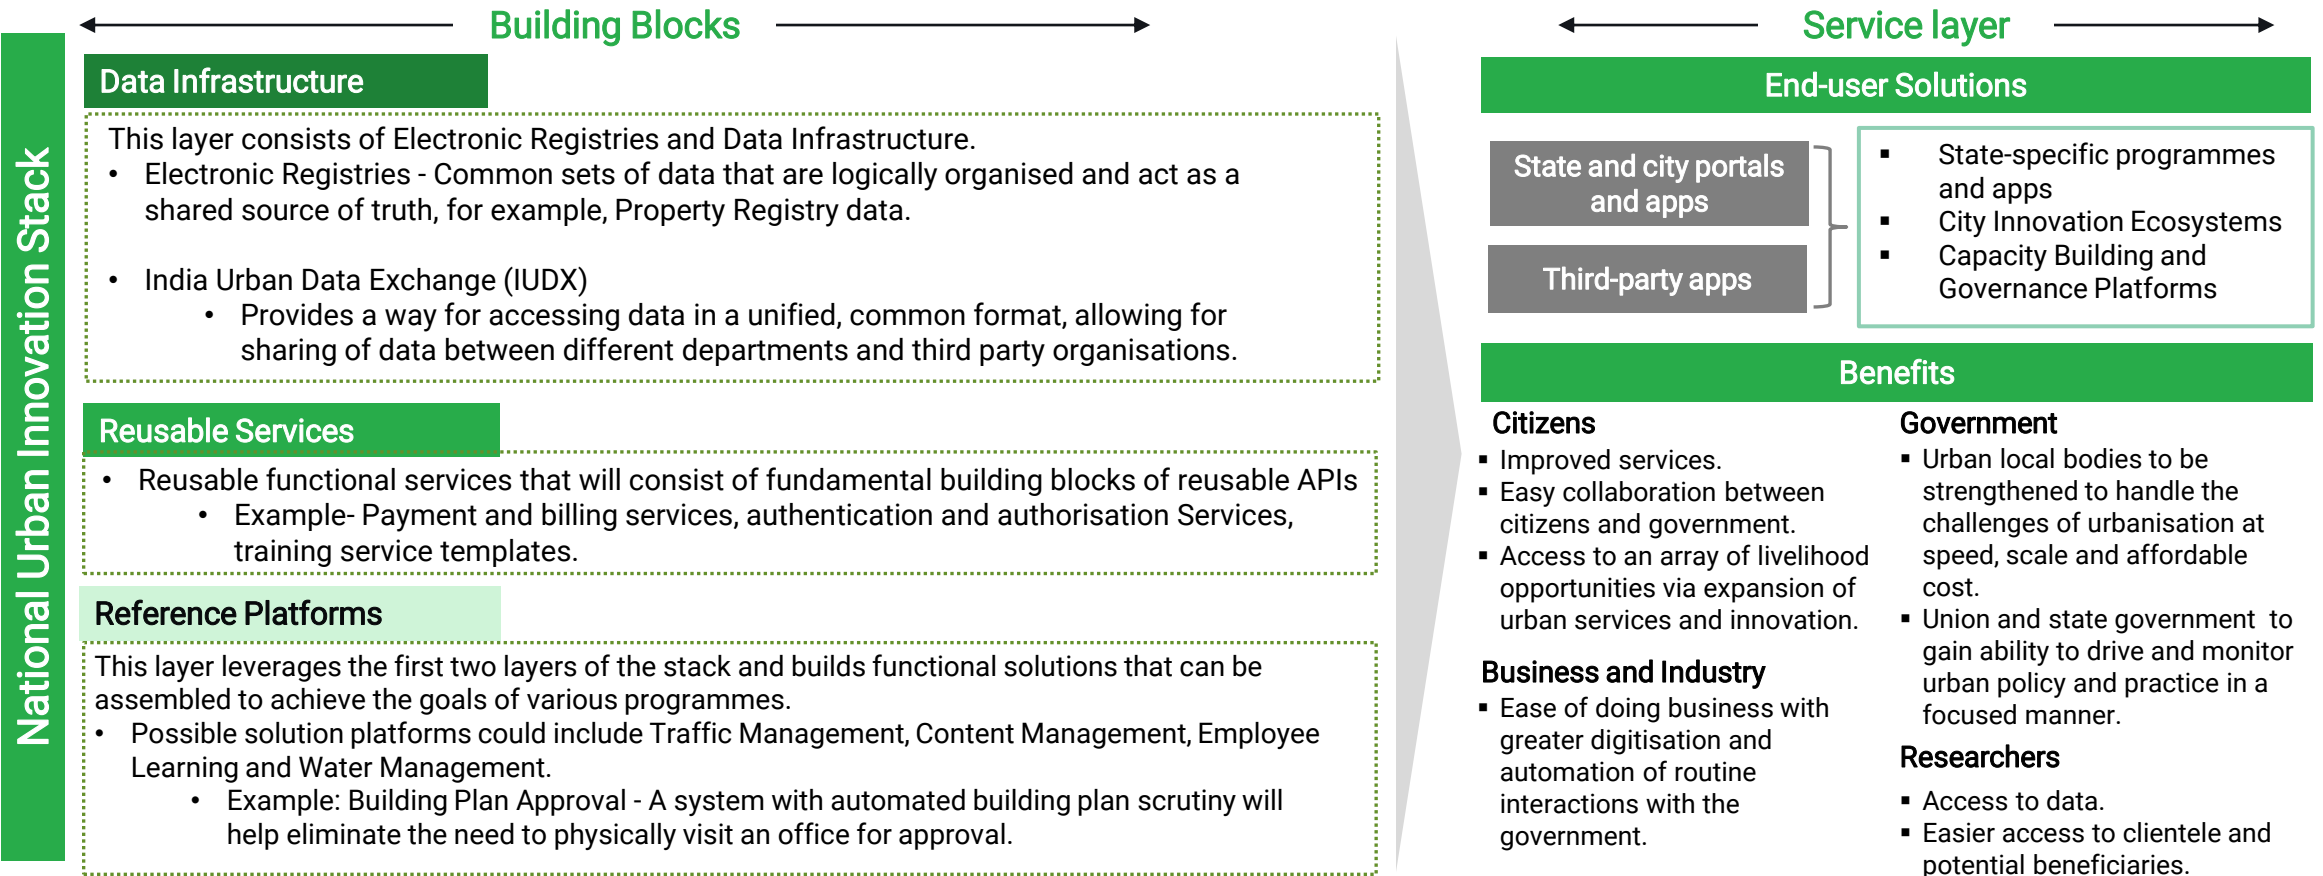 National Urban Innovation Stack
Building Blocks
Data Infrastructure
This layer consists of Electronic Registries and Data Infrastructure.
• Electronic Registries - Common sets of data that are logically organised and act as a
shared source of truth, for example, Property Registry data.
• India Urban Data Exchange (IUDX)
• Provides a way for accessing data in a unified, common format, allowing for
sharing of data between different departments and third party organisations.
Reusable Services
• Reusable functional services that will consist of fundamental building blocks of reusable APIs
• Example- Payment and billing services, authentication and authorisation Services,
training service templates.
Reference Platforms
This layer leverages the first two layers of the stack and builds functional solutions that can be
assembled to achieve the goals of various programmes.
• Possible solution platforms could include Traffic Management, Content Management, Employee
Learning and Water Management.
• Example: Building Plan Approval - A system with automated building plan scrutiny will
help eliminate the need to physically visit an office for approval.
Service layer
End-user Solutions
State and city portals
and apps
Third-party apps
▪ State-specific programmes
and apps
▪ City Innovation Ecosystems
▪ Capacity Building and
Governance Platforms
Benefits
Citizens
▪ Improved services.
▪ Easy collaboration between
citizens and government.
▪ Access to an array of livelihood
opportunities via expansion of
urban services and innovation.
Business and Industry
▪ Ease of doing business with
greater digitisation and
automation of routine
interactions with the
government.
Government
▪ Urban local bodies to be
strengthened to handle the
challenges of urbanisation at
speed, scale and affordable
cost.
▪ Union and state government  to
gain ability to drive and monitor
urban policy and practice in a
focused manner.
Researchers
▪ Access to data.
▪ Easier access to clientele and
potential beneficiaries.